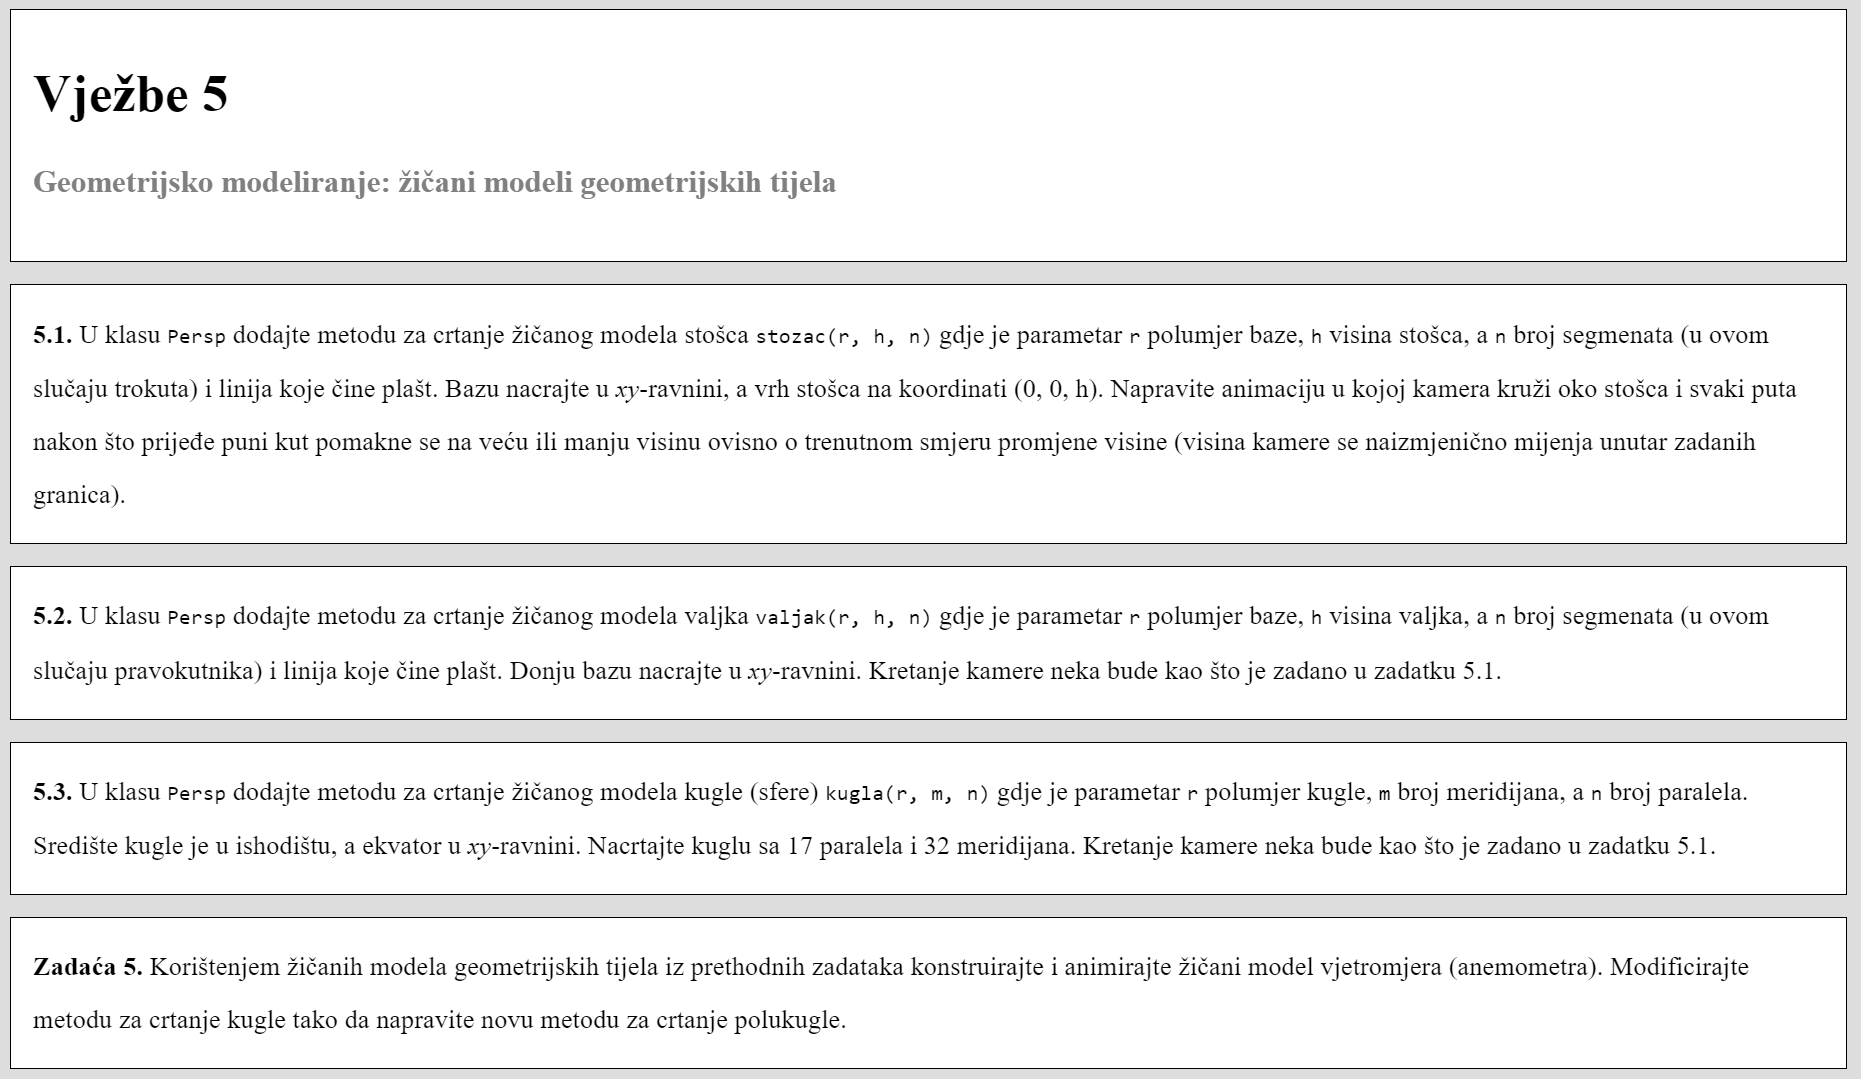 Vježbe 5
Geometrijsko modeliranje: žičani modeli geometrijskih tijela
5.1. U klasu Persp dodajte metodu za crtanje žičanog modela stošca stozac(r, h, n) gdje je parametar r polumjer baze, h visina stošca, a n broj segmenata (u ovom
slučaju trokuta) i linija koje čine plašt. Bazu nacrajte u xy-ravnini, a vrh stošca na koordinati (0, 0, h). Napravite animaciju u kojoj kamera kruži oko stošca i svaki puta
nakon što prijeđe puni kut pomakne se na veću ili manju visinu ovisno o trenutnom smjeru promjene visine (visina kamere se naizmjenično mijenja unutar zadanih
granica).
5.2. U klasu Persp dodajte metodu za crtanje žičanog modela valjka valjak(r, h, n) gdje je parametar r polumjer baze, h visina valjka, a n broj segmenata (u ovom
slučaju pravokutnika) i linija koje čine plašt. Donju bazu nacrajte u xy-ravnini. Kretanje kamere neka bude kao što je zadano u zadatku 5.1.
5.3. U klasu Persp dodajte metodu za crtanje žičanog modela kugle (sfere) kugla(r, m, n) gdje je parametar r polumjer kugle, m broj meridijana, a n broj paralela.
Središte kugle je u ishodištu, a ekvator u xy-ravnini. Nacrtajte kuglu sa 17 paralela i 32 meridijana. Kretanje kamere neka bude kao što je zadano u zadatku 5.1.
Zadaća 5. Korištenjem žičanih modela geometrijskih tijela iz prethodnih zadataka konstruirajte i animirajte žičani model vjetromjera (anemometra). Modificirajte
metodu za crtanje kugle tako da napravite novu metodu za crtanje polukugle.